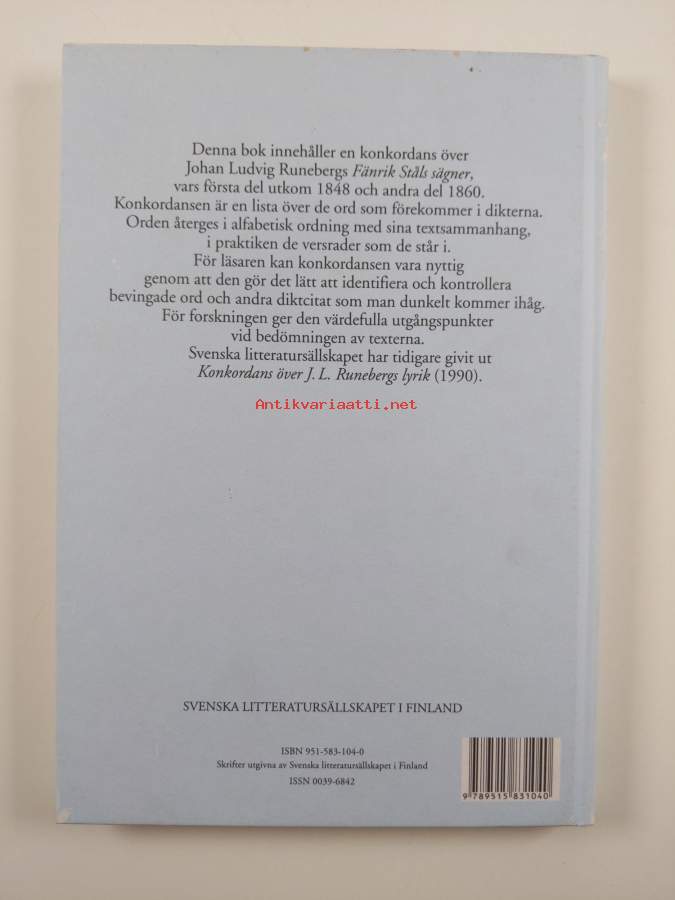 Denna bok innehåller en konkordans över
Johan Ludvig Runebergs Fänrik Ståls sägner,
vars första del utkom 1848 och andra del 1860.
Konkordansen är en lista över de ord som förekommer i dikterna.
Orden återges i alfabetisk ordning med sina textsammanhang,
i praktiken de versrader som de står i.
För läsaren kan konkordansen vara nyttig
genom att den gör det lätt att identifiera och kontrollera
bevingade ord och andra diktcitat som man dunkelt kommer ihåg.
För forskningen ger den värdefulla utgångspunkter
vid bedömningen av texterna.
Svenska litteratursällskapet har tidigare givit ut
Konkordans över J. L. Runebergs lyrik (1990).
Antikvariaatti.net
SVENSKA LITTERATURSÄLLSKAPET I FINLAND
ISBN 951-583-104-0
Skrifter utgivna av Svenska litteratursällskapet i Finland
ISSN 0039-6842
9 789515 831040